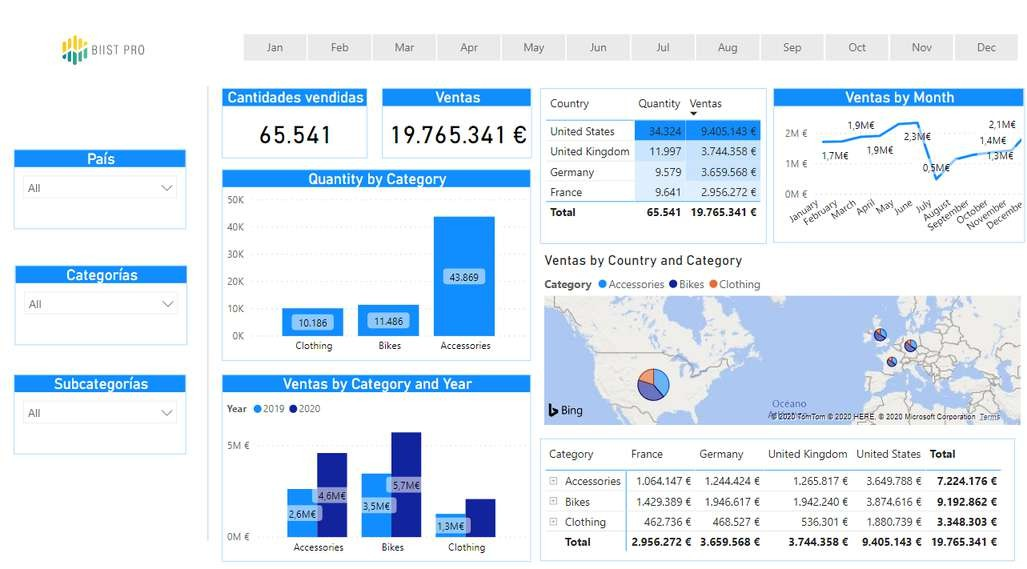 BIIST PRO
Jan Feb Mar Apr May Jun Jul Aug Sep Oct Nov Dec
País
All
Categorías
All
Subcategorías
All
Cantidades vendidas
65.541
Ventas
19.765.341 €
Quantity by Category
50K
40K
30K
20K
10K
0K
10.186
11.486
43.869
Clothing Bikes Accessories
Ventas by Category and Year
Year 2019 2020
5M €
0M €
2,6M€
4,6M€
3,5M€
5,7M€
1,3M€
Accessories Bikes Clothing
Country Quantity Ventas
United States 34.324 9.405.143 €
United Kingdom 11.997 3.744.358 €
Germany 9.579 3.659.568 €
France 9.641 2.956.272 €
Total 65.541 19.765.341 €
Ventas by Month
2M €
1M €
0M €
1,7M€
1,9M€
1,9M€
2,3M€
0,5M€
1,4M€
1,3M€
2,1M€
January
February
March
April
May
June
July
August
September
October
November
December
Ventas by Country and Category
Category Accessories Bikes Clothing
Bing
Oceano
© 2020 TomTom © 2020 HERE, © 2020 Microsoft Corporation Terms
Category France Germany United Kingdom United States Total
Accessories 1.064.147 € 1.244.424 € 1.265.817 € 3.649.788 € 7.224.176 €
Bikes 1.429.389 € 1.946.617 € 1.942.240 € 3.874.616 € 9.192.862 €
Clothing 462.736 € 468.527 € 536.301 € 1.880.739 € 3.348.303 €
Total 2.956.272 € 3.659.568 € 3.744.358 € 9.405.143 € 19.765.341 €